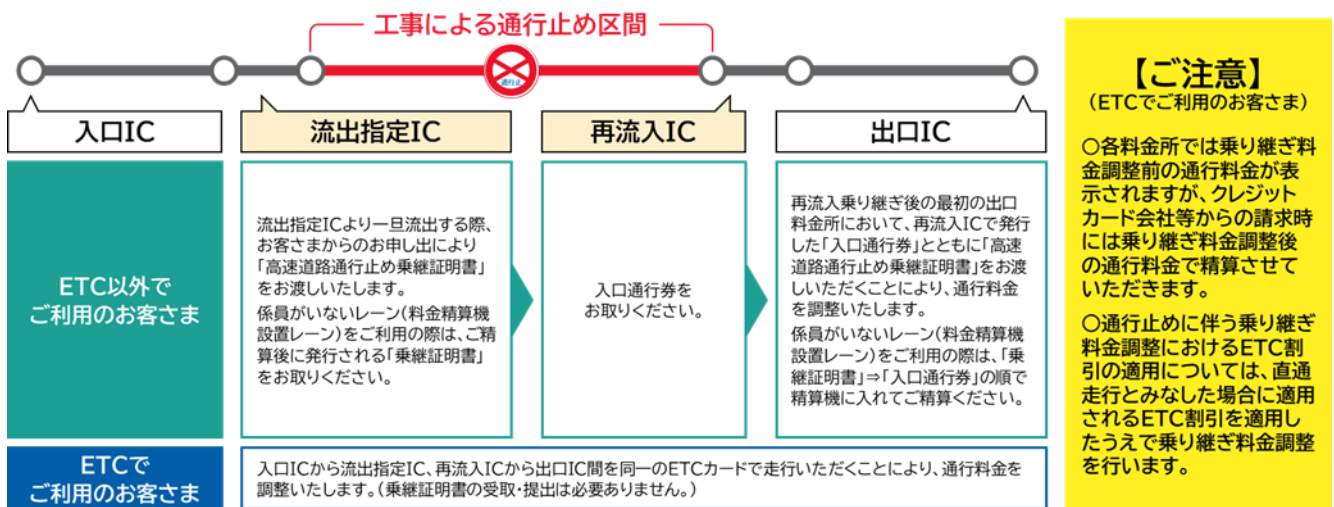 工事による通行止め区間
通行止
入口IC
流出指定IC
再流入IC
出口IC
ETC以外で
ご利用のお客さま
流出指定ICより一旦流出する際、
お客さまからのお申し出により
「高速道路通行止め乗継証明書」
をお渡しいたします。
係員がいないレーン(料金精算機
設置レーン)をご利用の際は、ご精
算後に発行される「乗継証明書」
をお取りください。
入口通行券を
お取りください。
再流入乗り継ぎ後の最初の出口
料金所において、再流入ICで発行
した「入口通行券」とともに「高速
道路通行止め乗継証明書」をお渡
しいただくことにより、通行料金
を調整いたします。
係員がいないレーン(料金精算機
設置レーン)をご利用の際は、「乗
継証明書」⇒「入口通行券」の順で
精算機に入れてご精算ください。
ETCで
ご利用のお客さま
入口ICから流出指定IC、再流入ICから出口IC間を同一のETCカードで走行いただくことにより、通行料金を
調整いたします。(乗継証明書の受取・提出は必要ありません。)
【ご注意】
(ETCでご利用のお客さま)
○各料金所では乗り継ぎ料
金調整前の通行料金が表
示されますが、クレジット
カード会社等からの請求時
には乗り継ぎ料金調整後
の通行料金で精算させて
いただきます。
○通行止めに伴う乗り継ぎ
料金調整におけるETC割
引の適用については、直通
走行とみなした場合に適用
されるETC割引を適用し
たうえで乗り継ぎ料金調整
を行います。